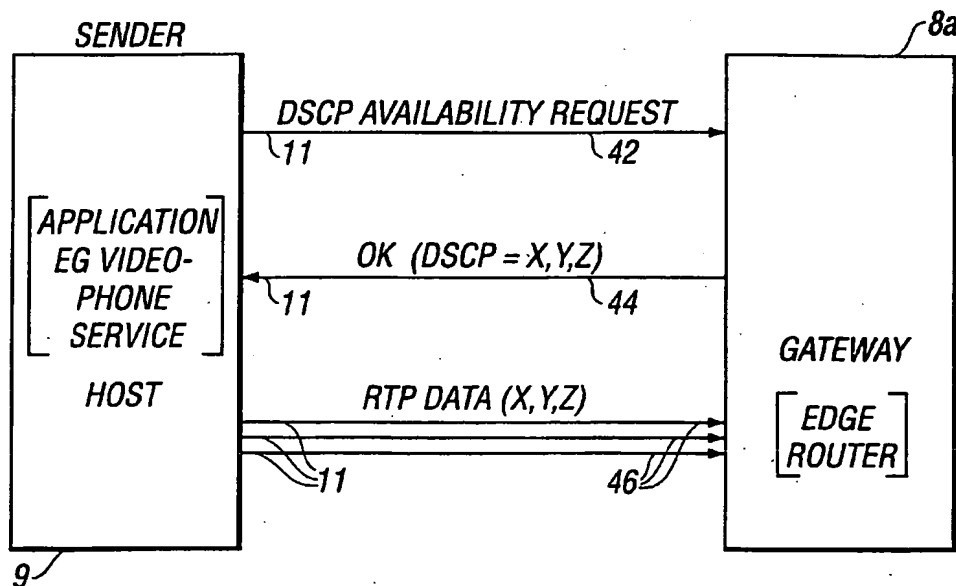 8a
SENDER
DSCP AVAILABILITY REQUEST
11
42
APPLICATION
EG VIDEO-
PHONE
SERVICE
OK (DSCP = X,Y,Z)
11
44
HOST
GATEWAY
RTP DATA (X,Y,Z)
EDGE
ROUTER
11
46
9